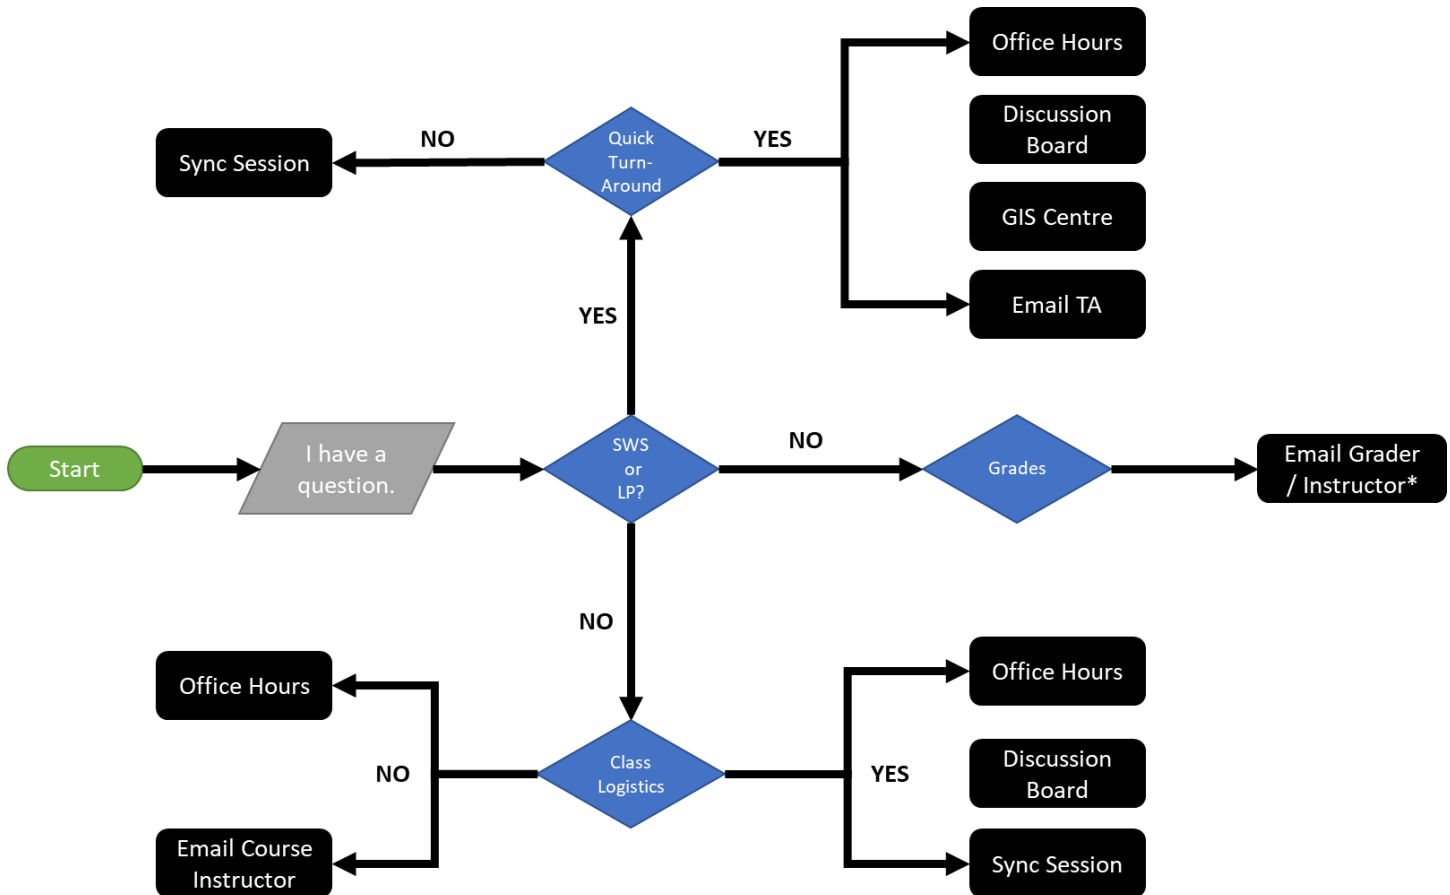 Office Hours
Quick
Turn-
Around
NO
YES
Discussion
Board
Sync Session
GIS Centre
YES
Email TA
Start
I have a
question.
SWS
or
LP?
NO
Grades
Email Grader
/ Instructor*
NO
Office Hours
Office Hours
NO
Class
Logistics
YES
Discussion
Board
Email Course
Instructor
Sync Session